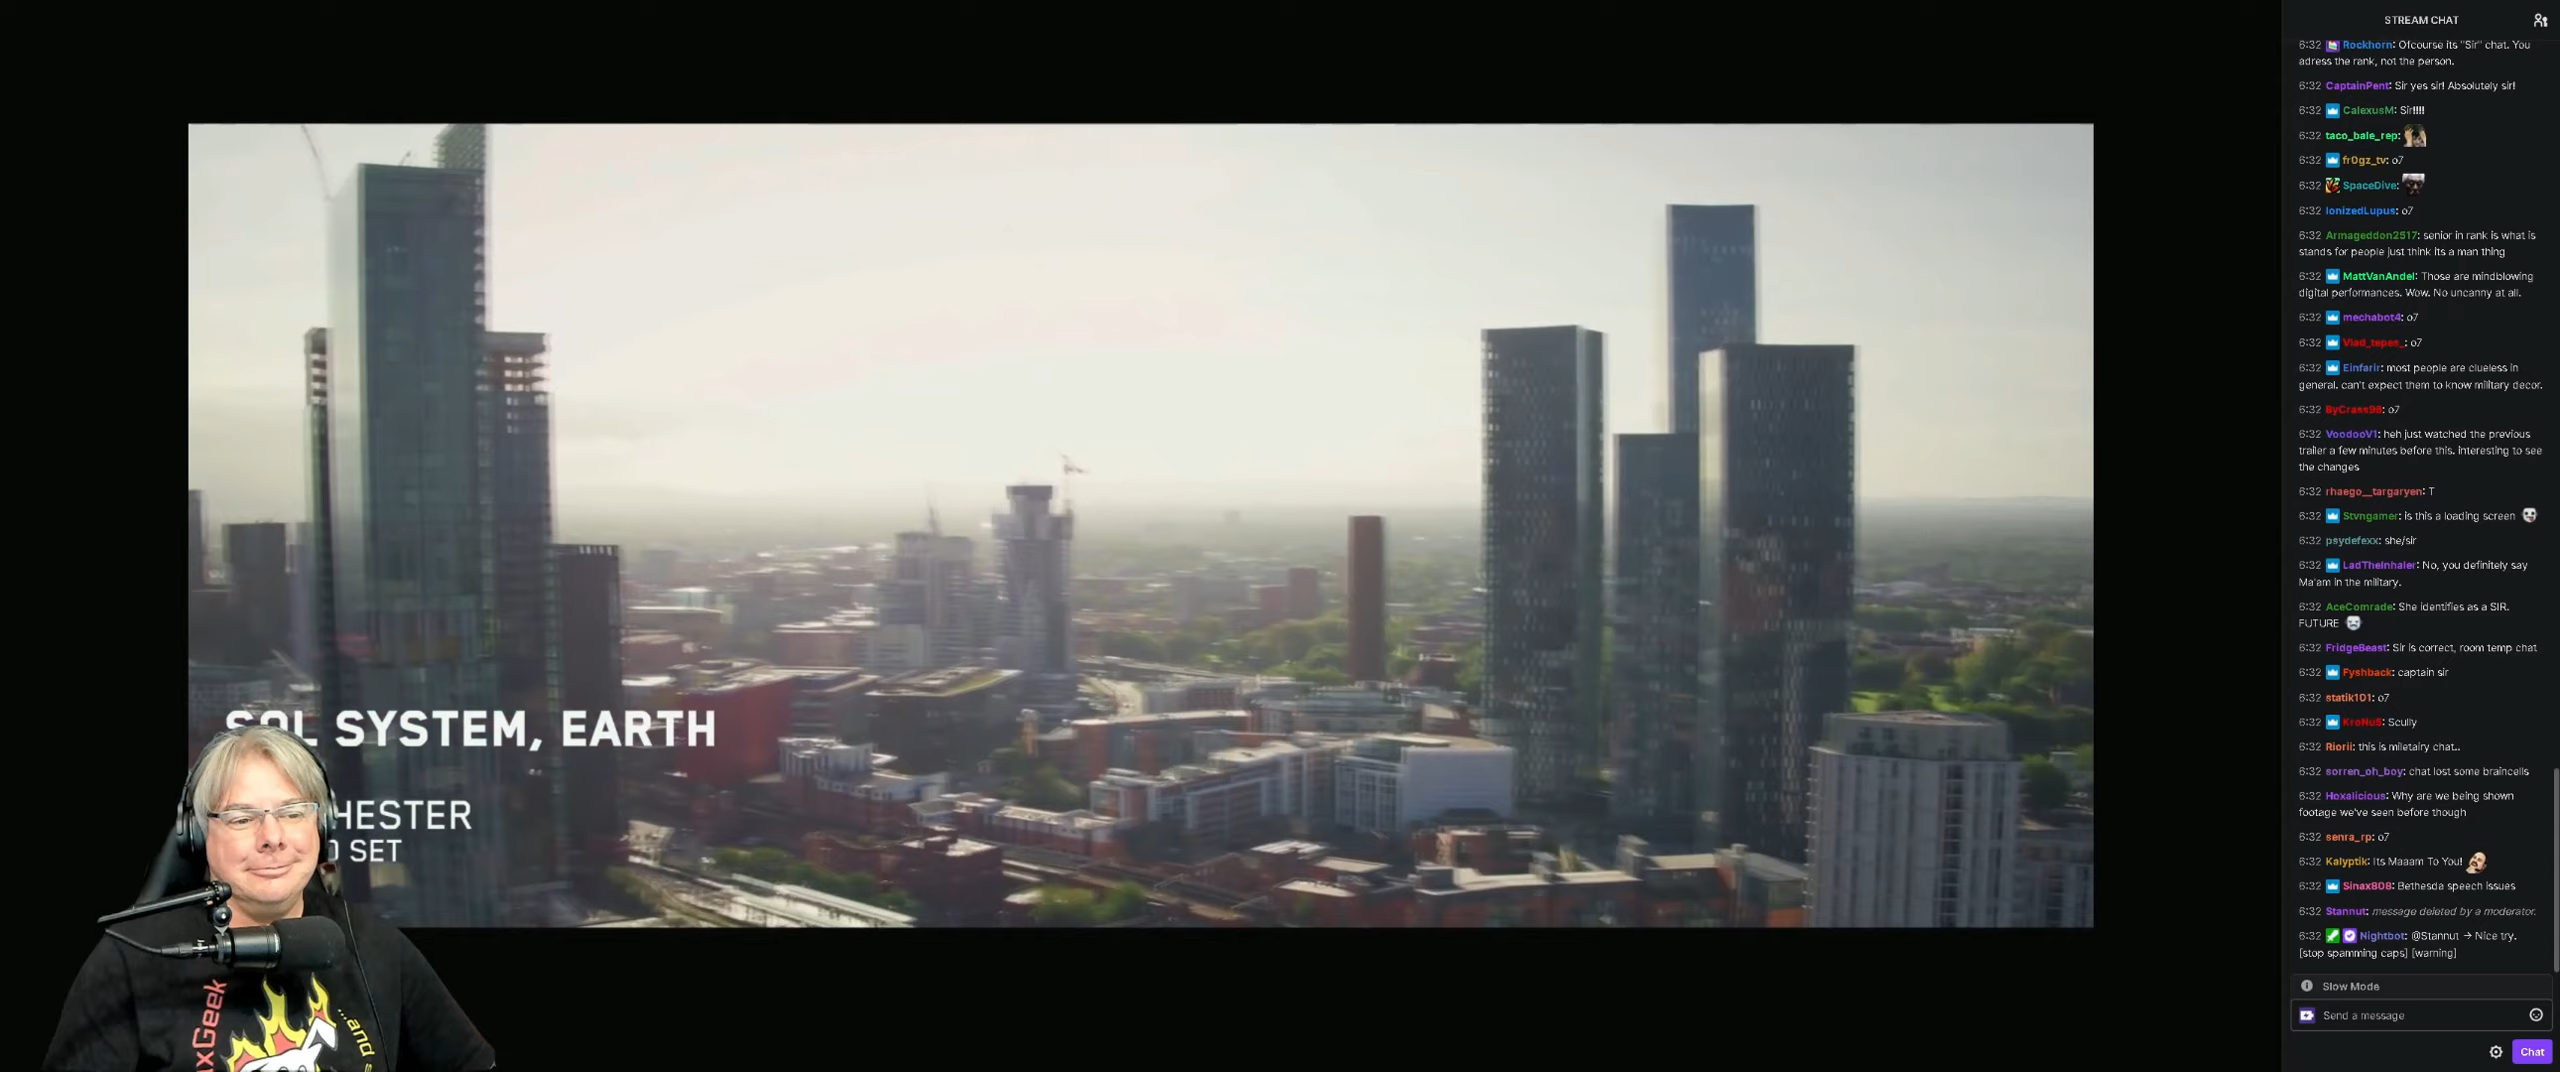 SOL SYSTEM, EARTH
HESTER
SET
xGeek
...and
STREAM CHAT
6:32 Rockhorn: Ofcourse its "Sir" chat. You
adress the rank, not the person.
6:32 CaptainPent: Sir yes sir! Absolutely sir!
6:32 CalexusM: Sir!!!!
taco_bale_rep:
6:32 fr0gz_tv: o7
6:32 SpaceDive:
6:32 IonizedLupus: o7
6:32 Armageddon2517: senior in rank is what is
stands for people just think its a man thing
6:32 MattVanAndel: Those are mindblowing
digital performances. Wow. No uncanny at all.
6:32 mechabot4: o7
6:32 Vlad_tepes_: o7
6:32 Einfarir: most people are clueless in
general. can't expect them to know military decor.
6:32 ByCrass98: o7
6:32 VoodooV1: heh just watched the previous
trailer a few minutes before this. interesting to see
the changes
6:32 rhaego__targaryen: T
6:32 Stvngamer: is this a loading screen
6:32 psydefexx: she/sir
6:32 LadTheInhaler: No, you definitely say
Ma'am in the military.
6:32 AceComrade: She identifies as a SIR.
FUTURE
6:32 FridgeBeast: Sir is correct, room temp chat
6:32 Fyshback: captain sir
6:32 statik101: o7
6:32 KroNuS: Scully
6:32 Riorii: this is miletairy chat..
6:32 sorren_oh_boy: chat lost some braincells
6:32 Hoxalicious: Why are we being shown
footage we've seen before though
6:32 senra_rp: o7
6:32 Kalyptik: Its Maaam To You!
6:32 Sinax808: Bethesda speech issues
6:32 Stannut: message deleted by a moderator.
6:32 Nightbot: @Stannut -> Nice try.
[stop spamming caps] [warning]
Slow Mode
Send a message
Chat